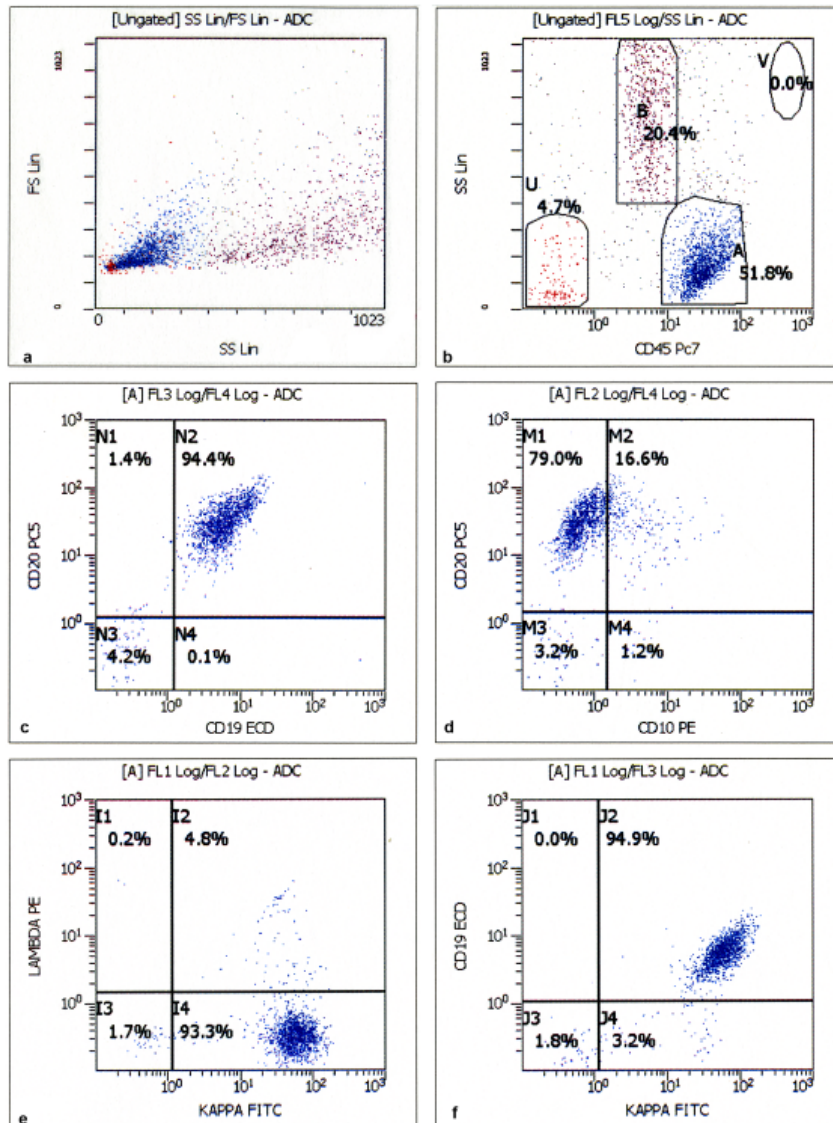 [Ungated] SS Lin/FS Lin - ADC
1023
FS Lin
0
0
1023
SS Lin
a
[Ungated] FL5 Log/SS Lin - ADC
1023
SS Lin
0
V
0.0%
B
20.4%
U
4.7%
A
51.8%
10⁰ 10¹ 10² 10³
CD45 Pc7
b
[A] FL3 Log/FL4 Log - ADC
10³
10²
10¹
10⁰
CD20 PC5
N1 N2
1.4% 94.4%
N3 N4
4.2% 0.1%
10⁰ 10¹ 10² 10³
CD19 ECD
c
[A] FL2 Log/FL4 Log - ADC
10³
10²
10¹
10⁰
CD20 PC5
M1 M2
79.0% 16.6%
M3 M4
3.2% 1.2%
10⁰ 10¹ 10² 10³
CD10 PE
d
[A] FL1 Log/FL2 Log - ADC
10³
10²
10¹
10⁰
LAMBDA PE
I1 I2
0.2% 4.8%
I3 I4
1.7% 93.3%
10⁰ 10¹ 10² 10³
KAPPA FITC
e
[A] FL1 Log/FL3 Log - ADC
10³
10²
10¹
10⁰
CD19 ECD
J1 J2
0.0% 94.9%
J3 J4
1.8% 3.2%
10⁰ 10¹ 10² 10³
KAPPA FITC
f